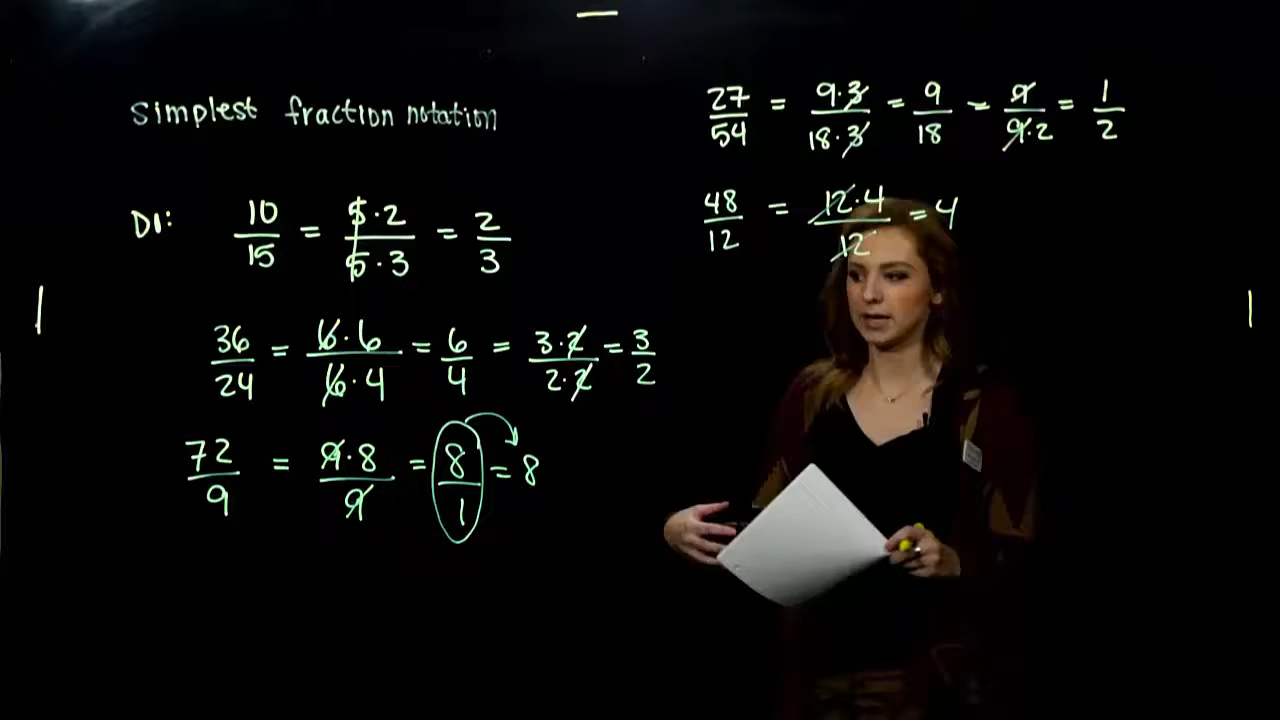 Simplest fraction notation
D1: 10/15 = 5·2/5·3 = 2/3
36/24 = 6·6/6·4 = 6/4 = 3·2/2·2 = 3/2
72/9 = 9·8/9 = 8/1 = 8
27/54 = 9·3/18·3 = 9/18 = 9/9·2 = 1/2
48/12 = 12·4/12 = 4